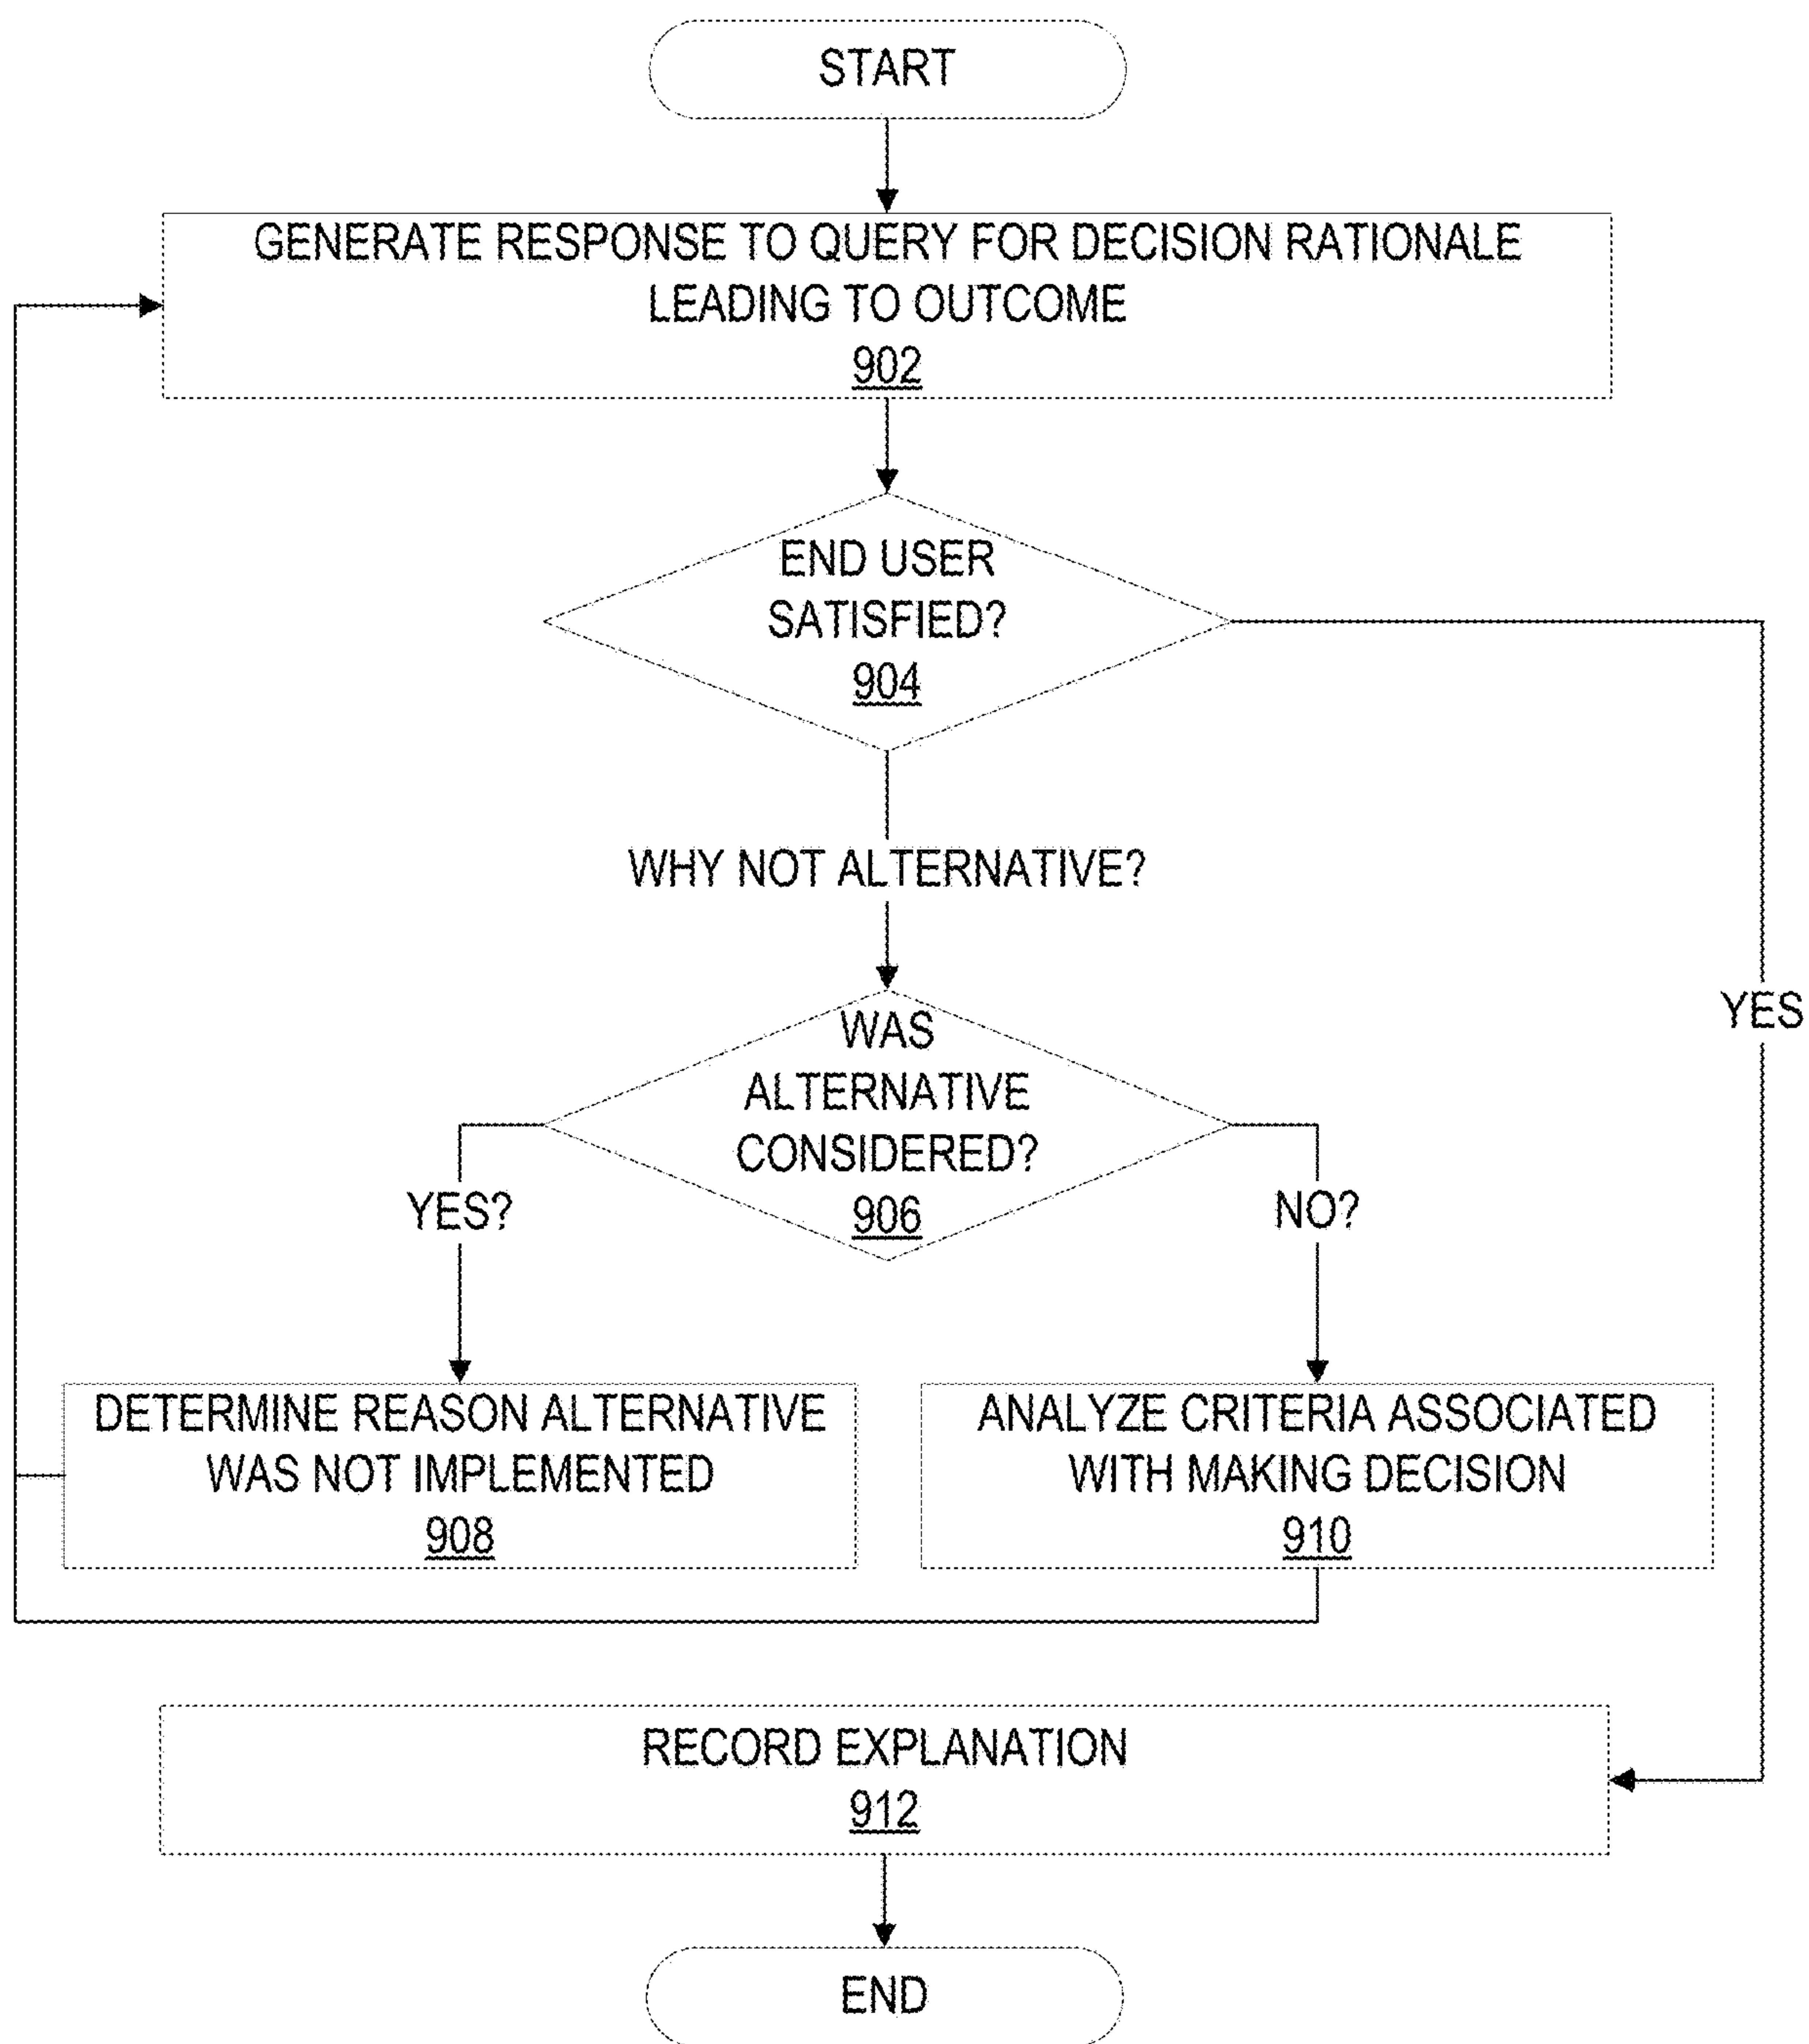 START
GENERATE RESPONSE TO QUERY FOR DECISION RATIONALE
LEADING TO OUTCOME
902
END USER
SATISFIED?
904
WHY NOT ALTERNATIVE?
YES
WAS
ALTERNATIVE
CONSIDERED?
906
YES?
NO?
DETERMINE REASON ALTERNATIVE
WAS NOT IMPLEMENTED
908
ANALYZE CRITERIA ASSOCIATED
WITH MAKING DECISION
910
RECORD EXPLANATION
912
END